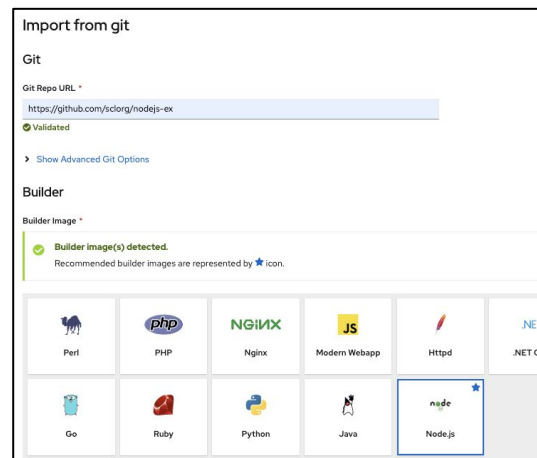 Import from git
Git
Git Repo URL *
https://github.com/sclorg/nodejs-ex
Validated
Show Advanced Git Options
Builder
Builder Image *
Builder image(s) detected.
Recommended builder images are represented by icon.
php NGINX JS .NE
Perl PHP Nginx Modern Webapp Httpd .NET C
node
Go Ruby Python Java Node.js